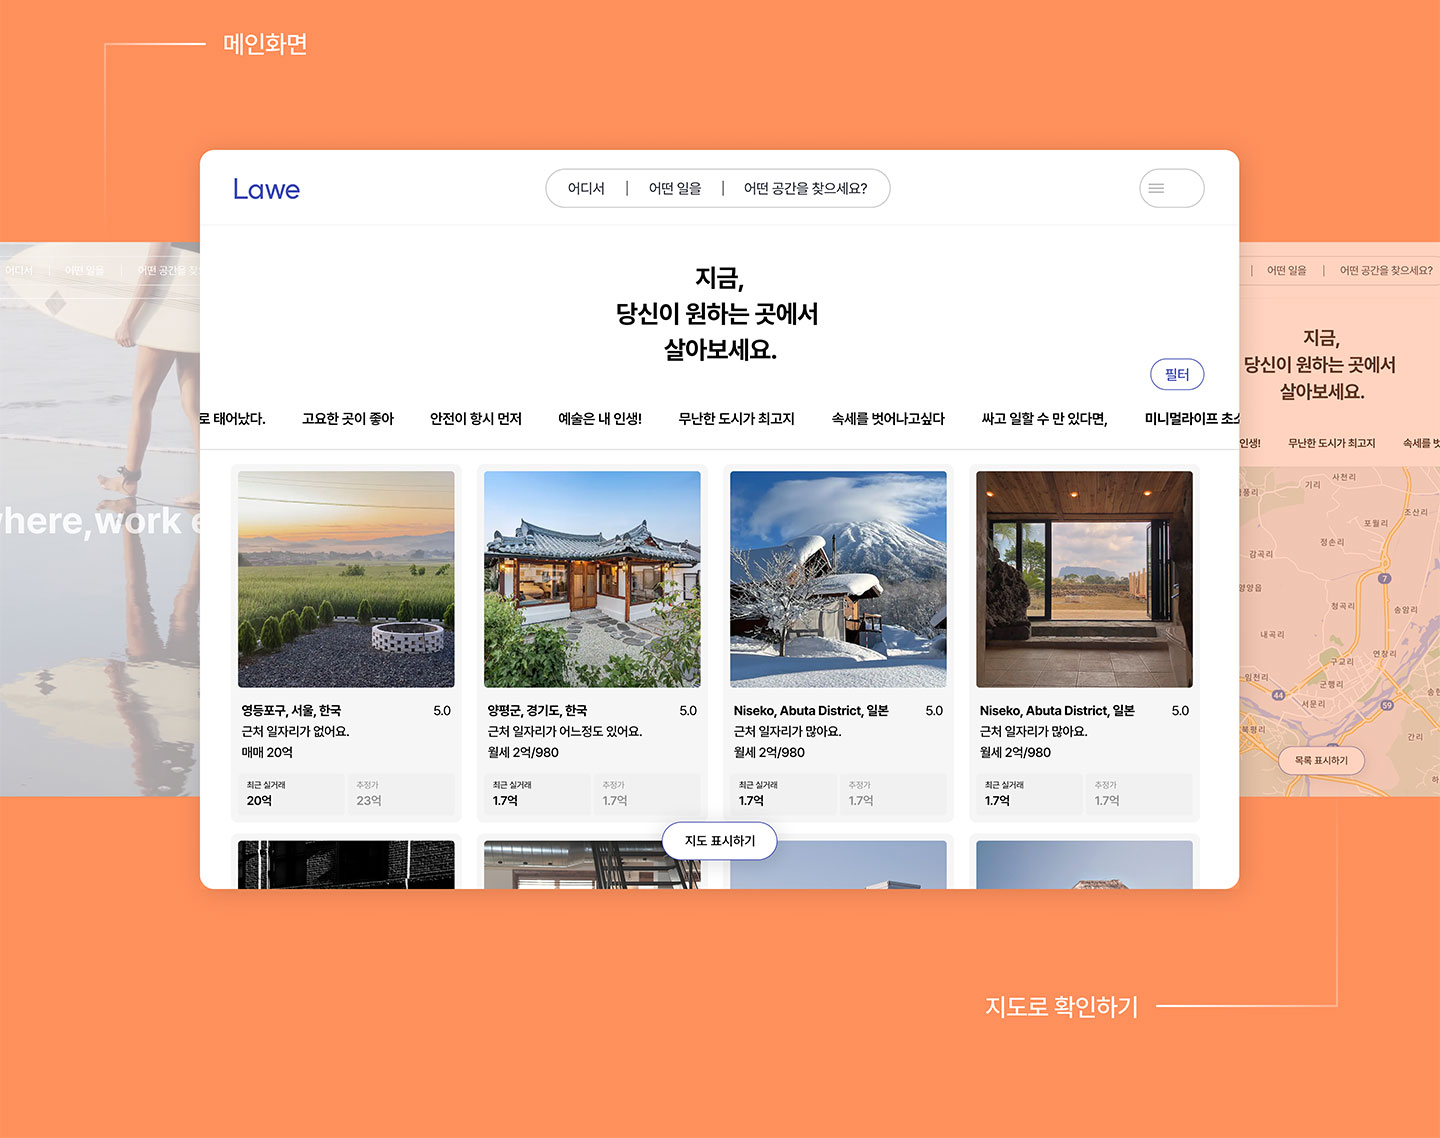 메인화면
Lawe
어디서 | 어떤 일을 | 어떤 공간을 찾으세요?
지금,
당신이 원하는 곳에서
살아보세요.
필터
로 태어났다. 고요한 곳이 좋아 안전이 항시 먼저 예술은 내 인생! 무난한 도시가 최고지 속세를 벗어나고싶다 싸고 일할 수 만 있다면, 미니멀라이프 초소
영등포구, 서울, 한국 5.0
근처 일자리가 없어요.
매매 20억
최근 실거래 추정가
20억 23억
양평군, 경기도, 한국 5.0
근처 일자리가 어느정도 있어요.
월세 2억/980
최근 실거래 추정가
1.7억 1.7억
Niseko, Abuta District, 일본 5.0
근처 일자리가 많아요.
월세 2억/980
최근 실거래 추정가
1.7억 1.7억
Niseko, Abuta District, 일본 5.0
근처 일자리가 많아요.
월세 2억/980
최근 실거래 추정가
1.7억 1.7억
지도 표시하기
어디서 | 어떤 일을 | 어떤 공간을 찾으
here,work
| 어떤 일을 | 어떤 공간을 찾으세요?
지금,
당신이 원하는 곳에서
살아보세요.
인생! 무난한 도시가 최고지 속세를
사천리
기리
조산리
포월리
정손리
감곡리
7
양양읍
청곡리
송암리
내곡리
연창리
구교리
임천리
군행리
44
서문리
59
북평리
간리
목록 표시하기
지도로 확인하기